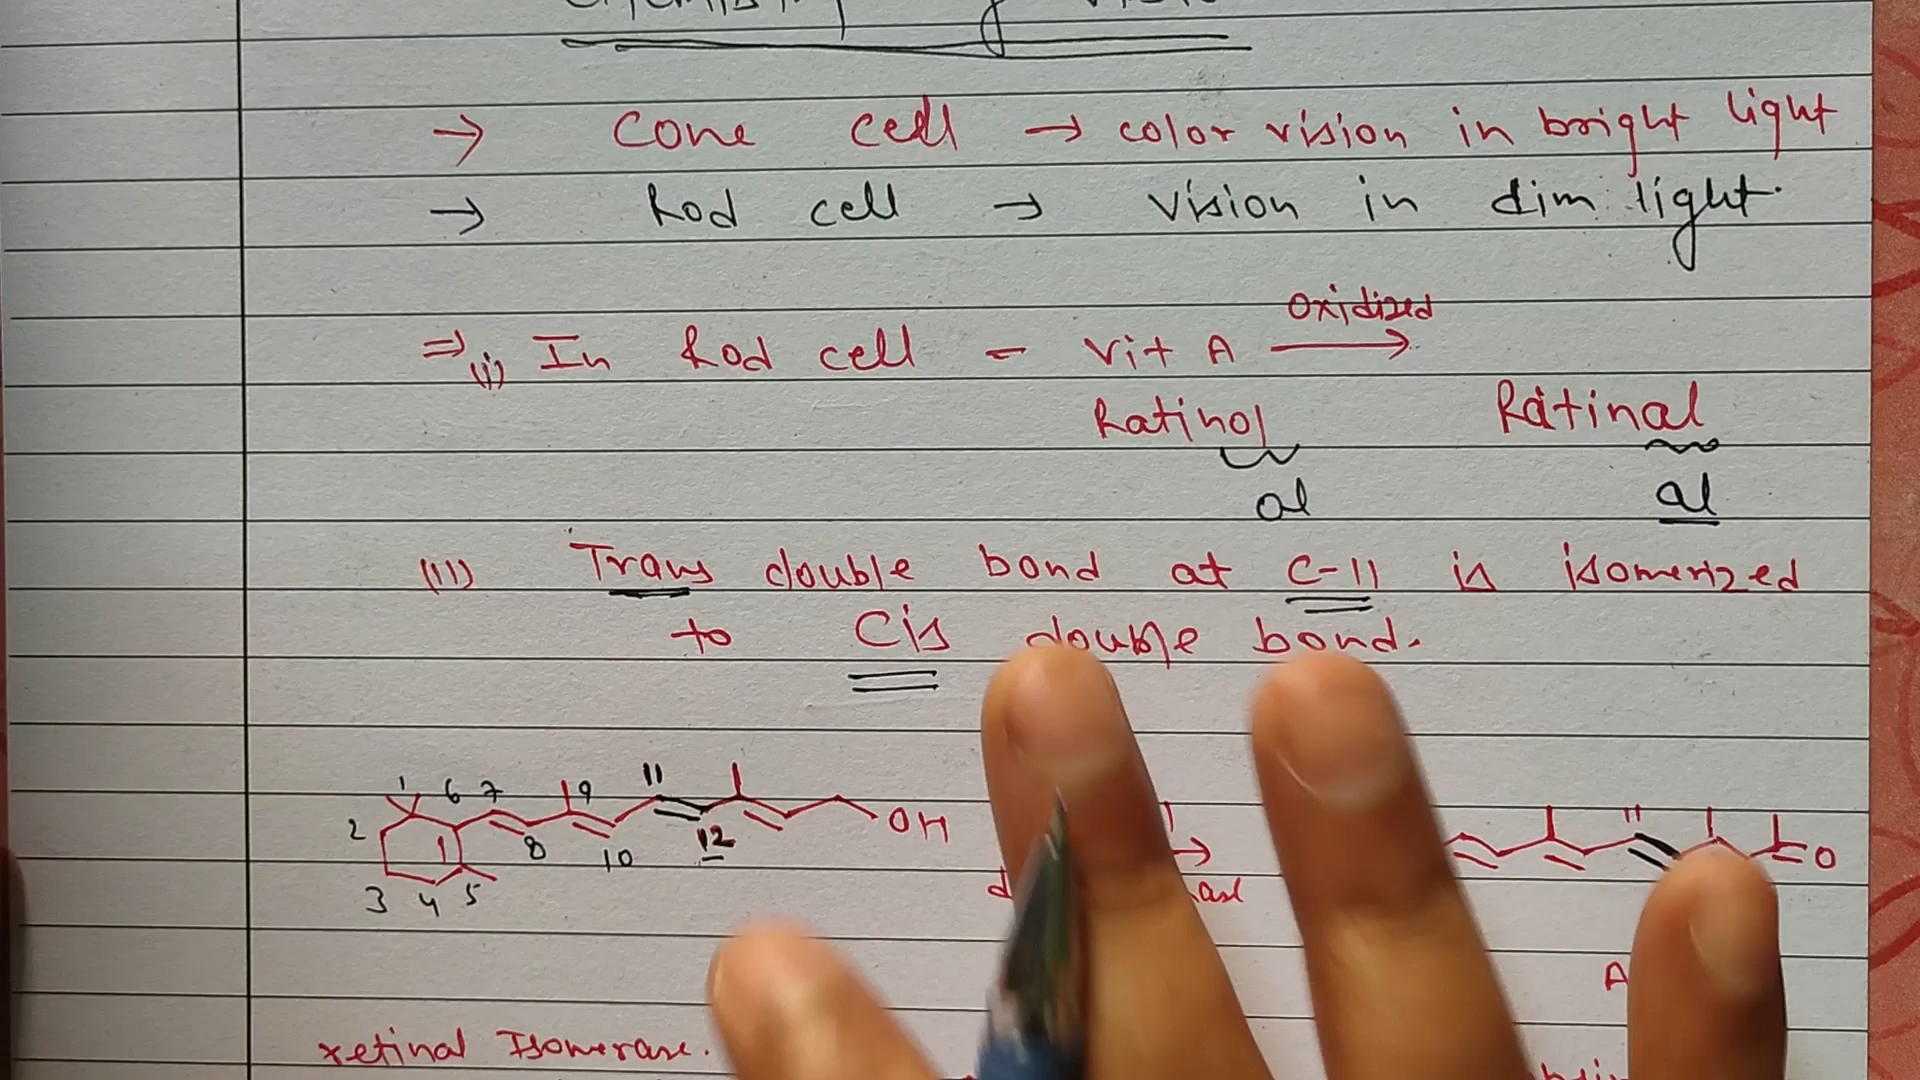 → Cone cell → color vision in bright light
→ Rod cell → vision in dim light.
⇒ (i) In Rod cell - vit A oxidized →
Ratinol Ratinal
ol al
(ii) Trans double bond at C-11 is isomerized
to Cis double bond.
1 6 7 9 11
2 1 8 10 12 OH → 11 O
3 4 5
A
retinal Isomerase.